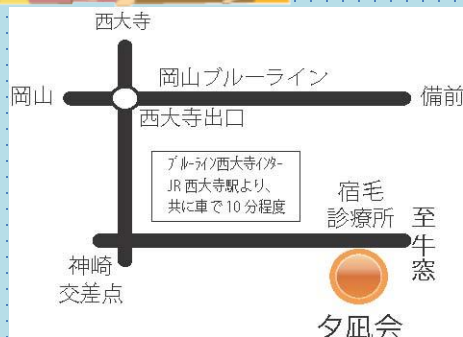 西大寺
岡山
岡山ブルーライン
備前
西大寺出口
ブルーライン西大寺インター
JR 西大寺駅より、
共に車で10分程度
宿毛
診療所
至牛窓
神崎
交差点
夕凪会